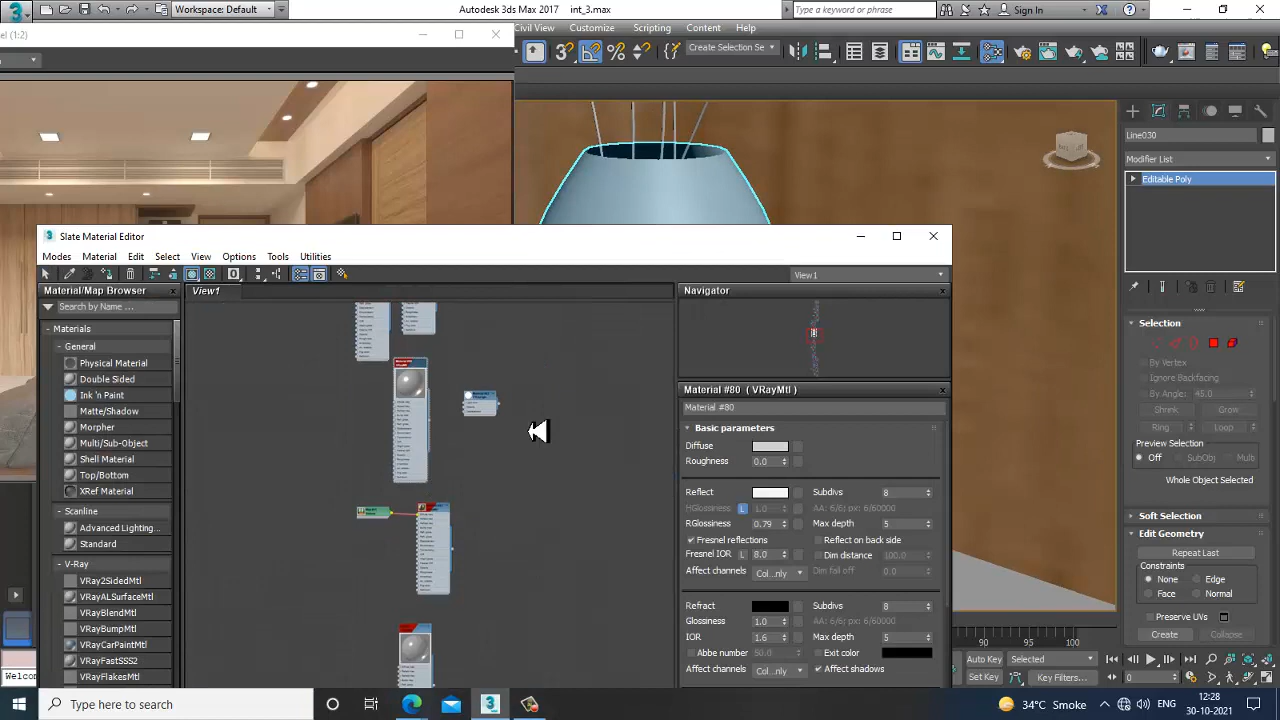 Workspace: Default
Autodesk 3ds Max 2017
int_3.max
Type a keyword or phrase
Sign In
el (1:2)
Civil View
Customize
Scripting
Content
Help
Create Selection Se
Line030
Modifier List
Editable Poly
Slate Material Editor
Modes
Material
Edit
Select
View
Options
Tools
Utilities
View1
Material/Map Browser
View1
Navigator
Search by Name ...
Materials
General
Physical Material
Double Sided
Ink 'n Paint
Matte/Shadow
Morpher
Multi/Sub-Object
Shell Material
Top/Bottom
XRef Material
Scanline
Advanced Lighting
Standard
V-Ray
VRay2SidedMtl
VRayALSurfaceMtl
VRayBlendMtl
VRayBumpMtl
VRayCarPaintMtl
VRayFastSSS2
VRayFlakesM
Material #80 ( VRayMtl )
Material #80
Basic parameters
Diffuse
Roughness 0.0
Reflect
Subdivs 8
HGlossiness L 1.0
AA: 6/6; px: 6/60000
RGlossiness 0.79
Max depth 5
Fresnel reflections
Reflect on back side
Fresnel IOR L 8.0
Dim distance 100.0
Affect channels Col...ly
Dim fall off 0.0
Refract
Subdivs 8
Glossiness 1.0
AA: 6/6; px: 6/60000
IOR 1.6
Max depth 5
Abbe number 50.0
Exit color
Affect channels ...nly
Affect shadows
Selection
By Vertex
Ignore Backfacing
By Angle: 45.0
Shrink
Grow
Ring
Loop
Preview Selection
Off
SubObj
Multi
Whole Object Selected
Soft Selection
Edit Geometry
Repeat Last
Constraints
None
Edge
Face
Normal
Preserve UVs
Create
Collapse
90
100
Auto Key
Selected
Set Key
Key Filters...
Welcom
Type here to search
34°C Smoke
ENG
12:28
30-10-2021